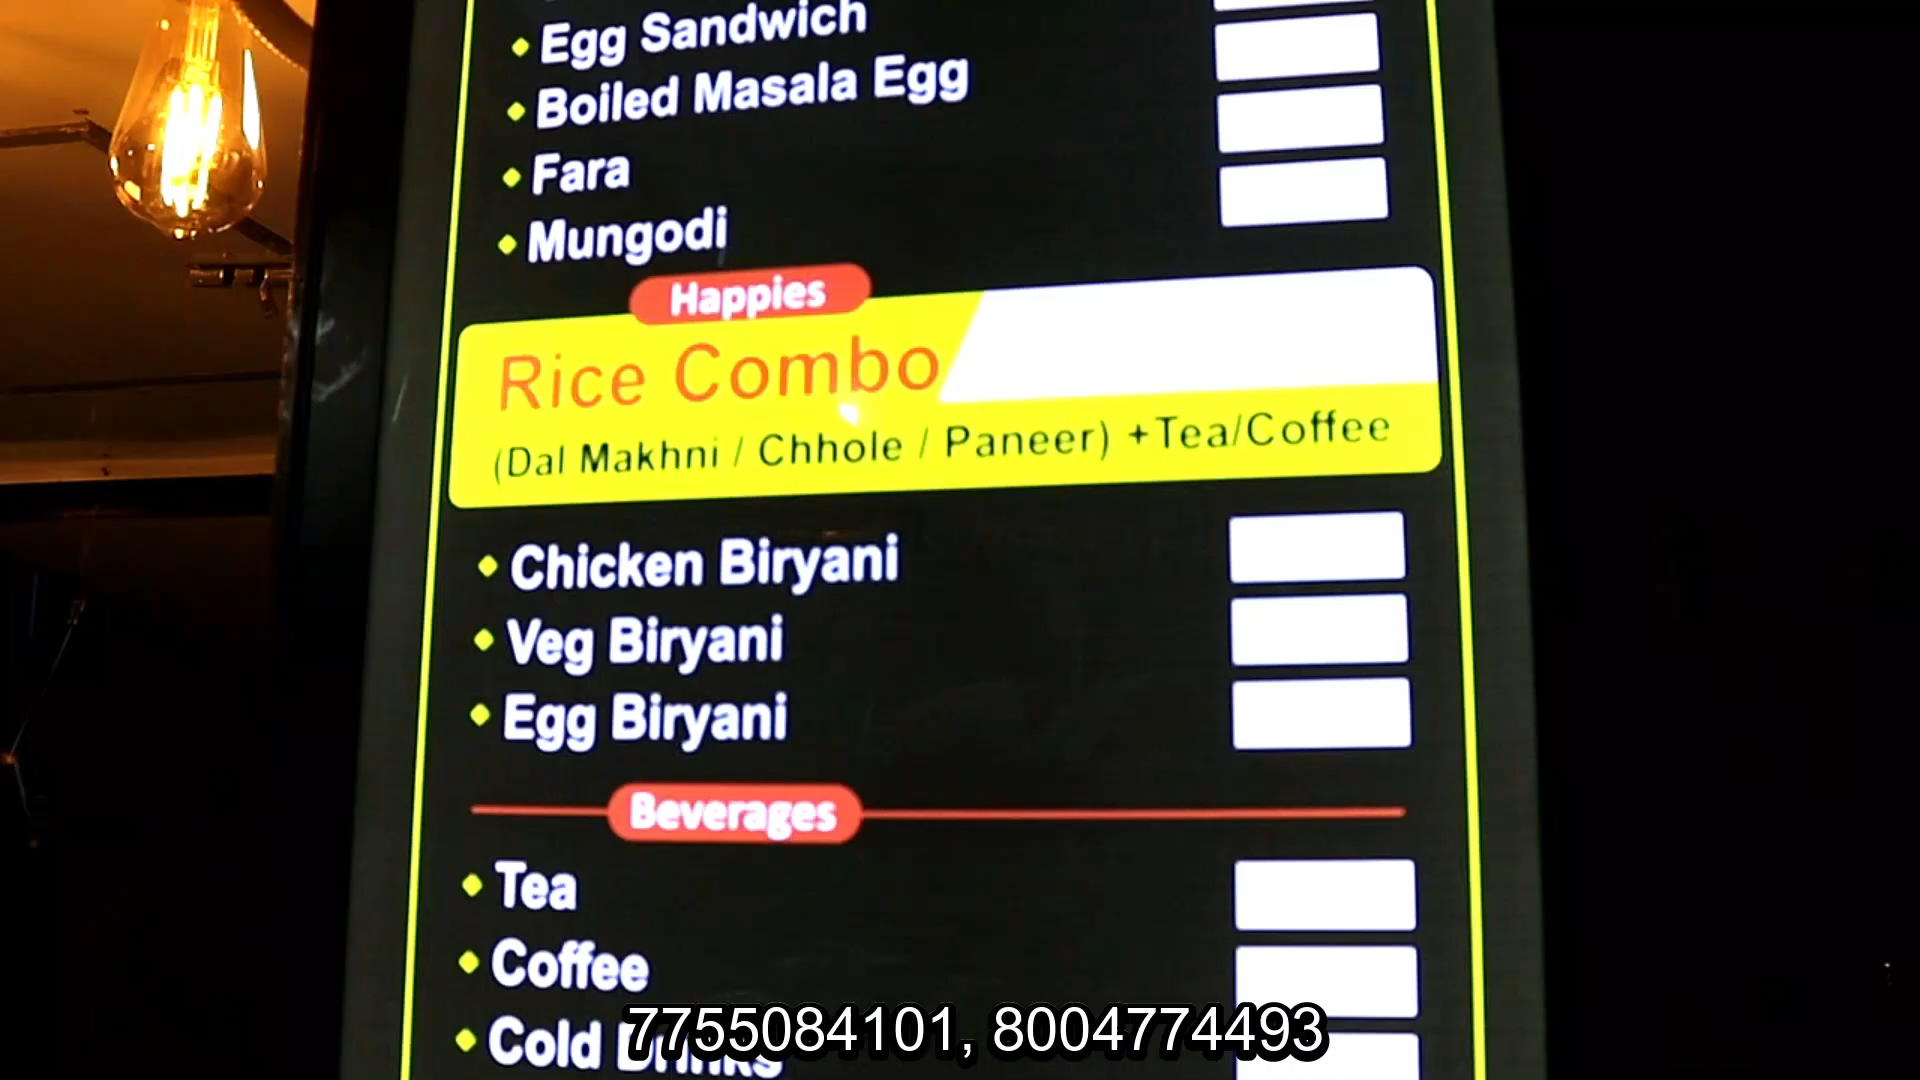 Egg Sandwich
Boiled Masala Egg
Fara
Mungodi
Happies
Rice Combo
(Dal Makhni / Chhole / Paneer) +Tea/Coffee
Chicken Biryani
Veg Biryani
Egg Biryani
Beverages
Tea
Coffee
Cold Drinks
7755084101, 8004774493